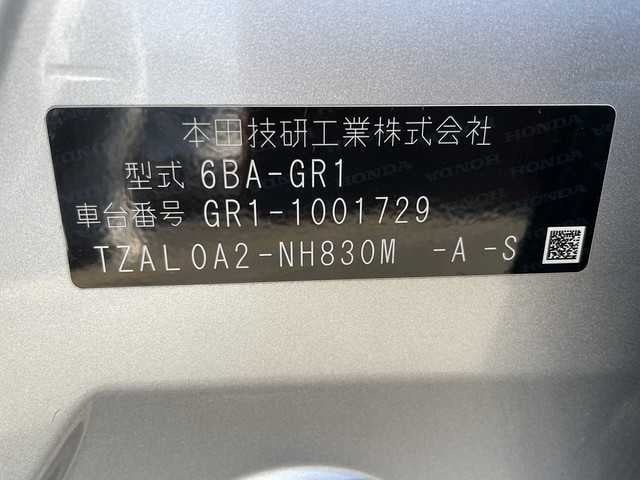 本田技研工業株式会社
型式 6BA-GR1
車台番号 GR1-1001729
TZAL0A2-NH830M -A -S